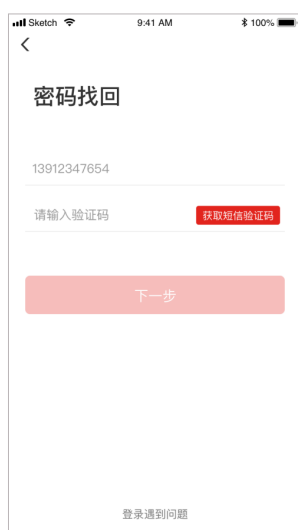 Sketch 9:41 AM 100%
密码找回
13912347654
请输入验证码 获取短信验证码
下一步
登录遇到问题